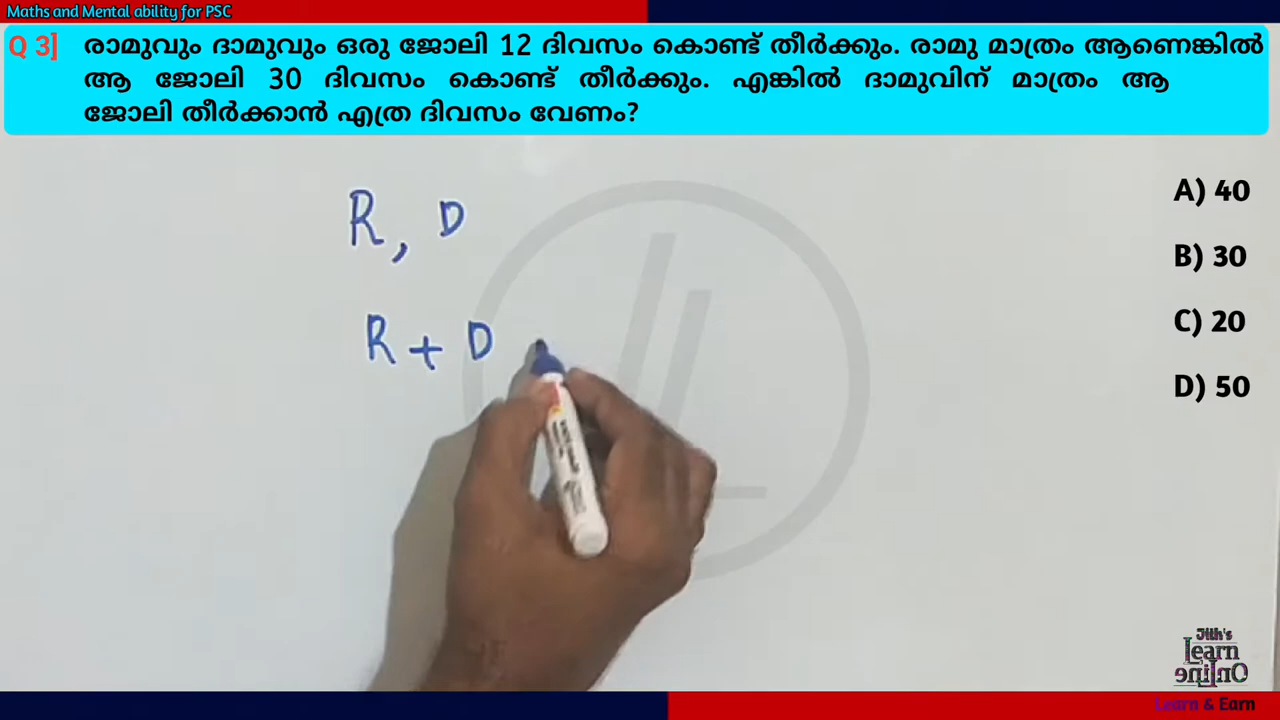 Maths and Mental ability for PSC
Q 3] രാമുവും ദാമുവും ഒരു ജോലി 12 ദിവസം കൊണ്ട് തീർക്കും. രാമു മാത്രം ആണെങ്കിൽ
ആ ജോലി 30 ദിവസം കൊണ്ട് തീർക്കും. എങ്കിൽ ദാമുവിന് മാത്രം ആ
ജോലി തീർക്കാൻ എത്ര ദിവസം വേണം?
R, D
R + D
A) 40
B) 30
C) 20
D) 50
Jith's
Learn
OnLine
Learn & Earn